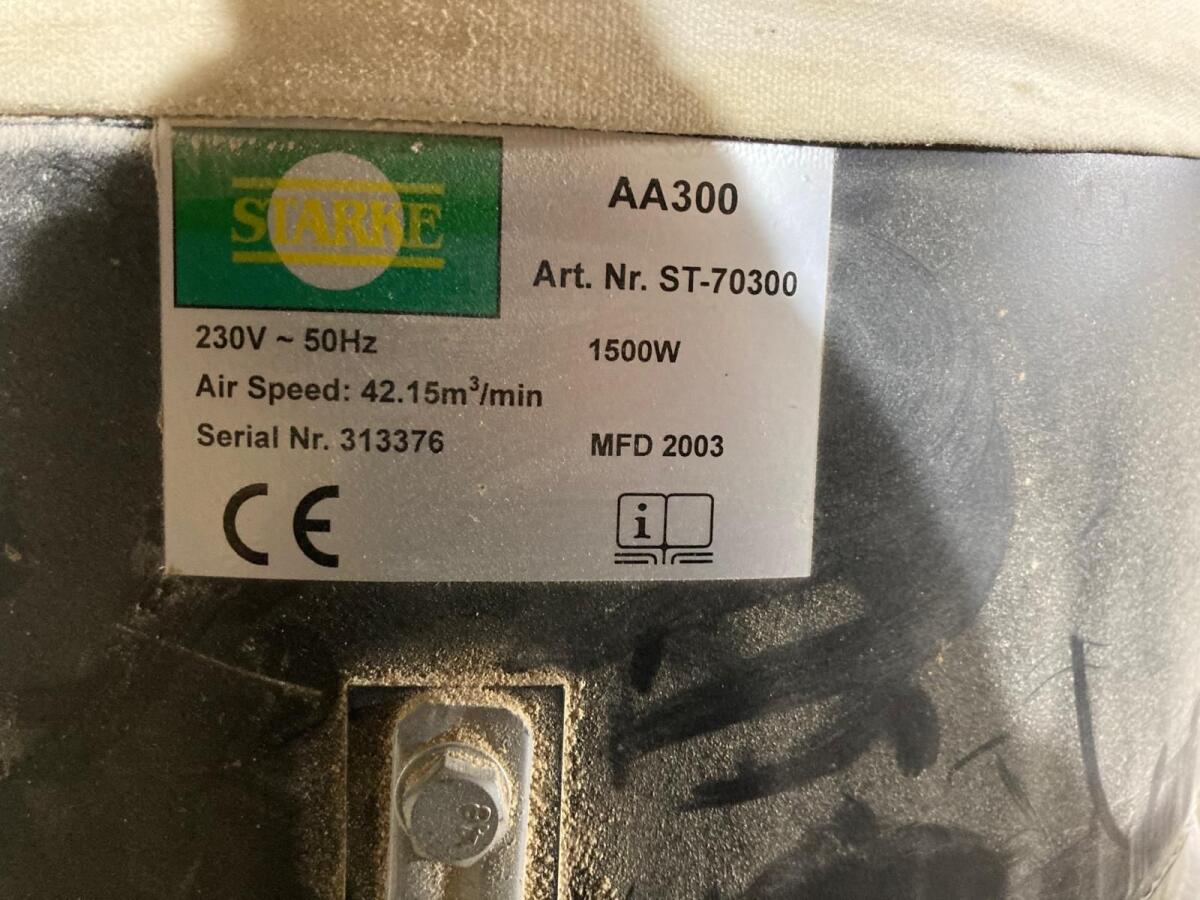 STARKE
AA300
Art. Nr. ST-70300
230V ~ 50Hz 1500W
Air Speed: 42.15m³/min
Serial Nr. 313376 MFD 2003
CE
i